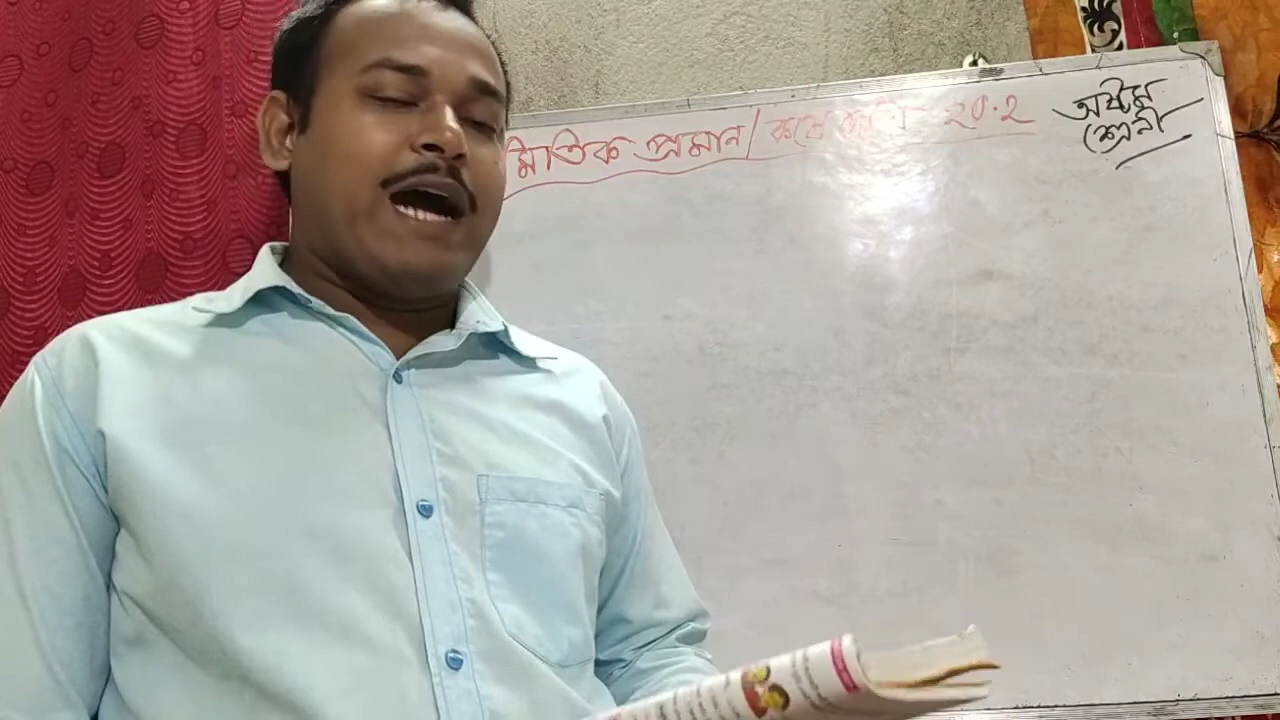 মিতিক প্রমান / কষে দেখি ২০.২
অষ্টম
শ্রেনী